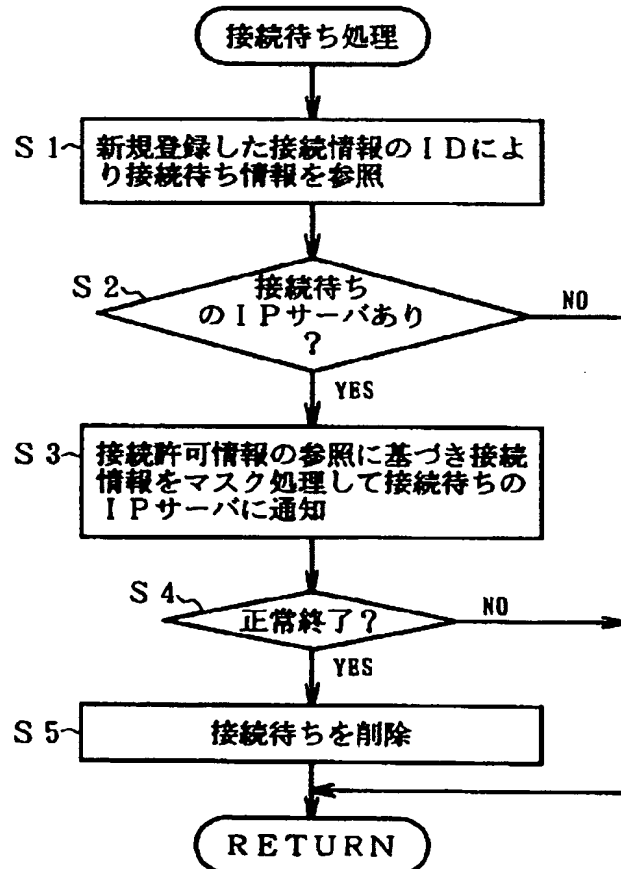 接続待ち処理
S1
新規登録した接続情報のIDによ
り接続待ち情報を参照
S2
接続待ち
のIPサーバあり
?
NO
YES
S3
接続許可情報の参照に基づき接続
情報をマスク処理して接続待ちの
IPサーバに通知
S4
正常終了?
NO
YES
S5
接続待ちを削除
RETURN